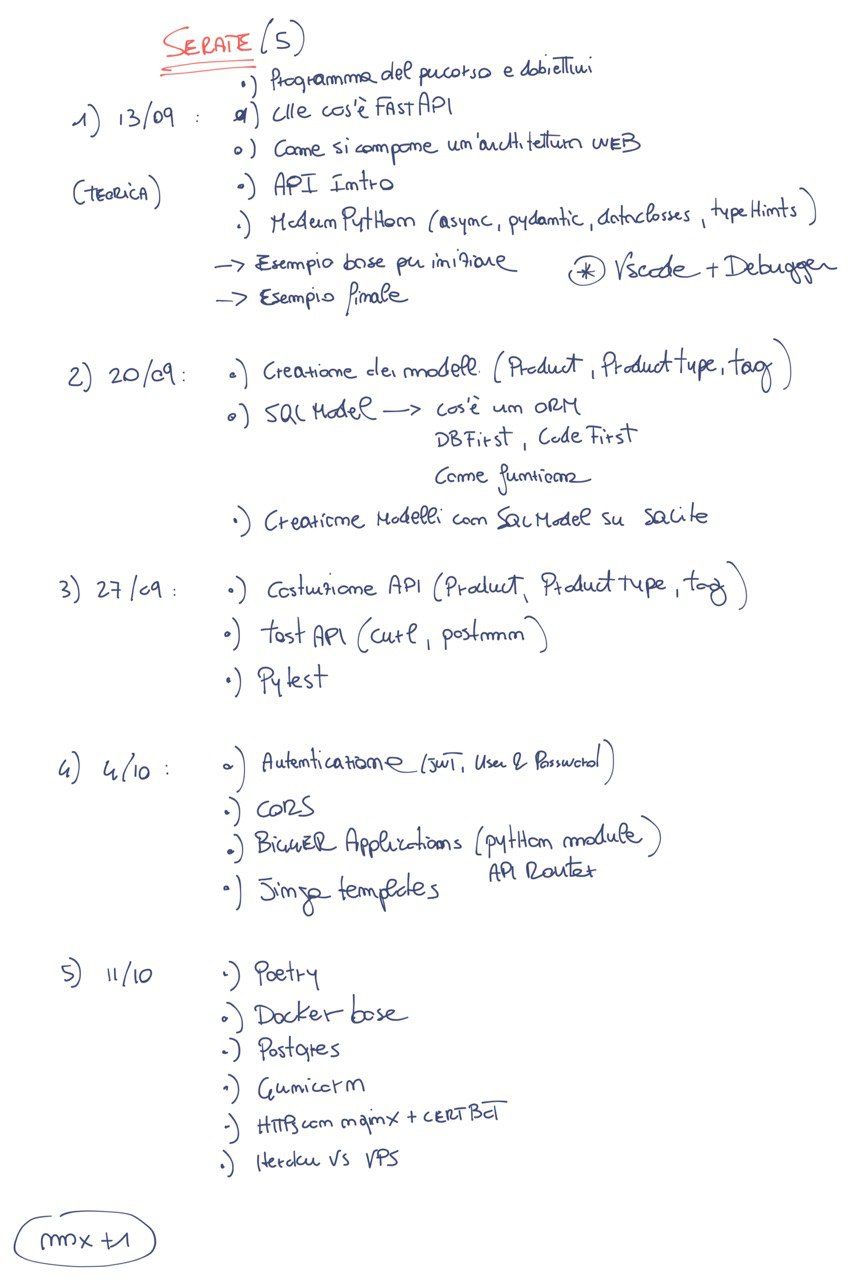 SERATE (5)
•) Programma del percorso e obiettivi
1) 13/09 : •) Che cos'è FAST API
•) Come si compone un'architettura WEB
(TEORICA) •) API Intro
•) Modern Python (async, pydantic, dataclasses, type Hints)
-> Esempio base per iniziare ⊛ Vscode + Debugger
-> Esempio finale
2) 20/09: •) Creazione dei modelli (Product, Product type, tag)
•) SQL Model —> cos'è un ORM
DB First, Code First
Come funziona
•) Creazione Modelli con SQL Model su SQLite
3) 27/09 : •) Costruzione API (Product, Product type, tag)
•) test API (curl, postman)
•) Pytest
4) 4/10 : •) Autenticazione (JWT, User & Password)
•) CORS
•) BIGGER Applications (python module)
API Router
•) Jinja templates
5) 11/10 •) Poetry
•) Docker base
•) Postgres
•) Gunicorn
•) HTTPS con nginx + CERTBOT
•) Heroku VS VPS
max +1